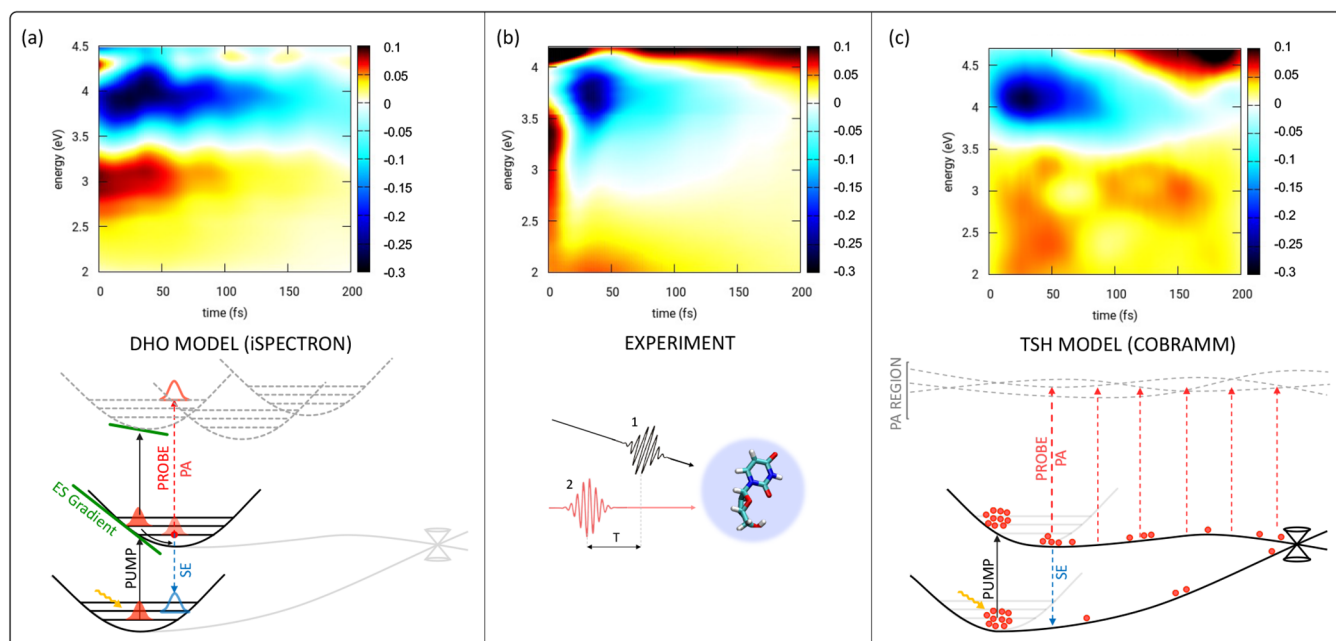 (a)
4.5
4
3.5
3
2.5
2
energy (eV)
0 50 100 150 200
time (fs)
0.1
0.05
0
-0.05
-0.1
-0.15
-0.2
-0.25
-0.3
DHO MODEL (iSPECTRON)
PROBE
PA
ES Gradient
PUMP
SE
(b)
4
3.5
3
2.5
2
energy (eV)
0 50 100 150 200
time (fs)
0.1
0.05
0
-0.05
-0.1
-0.15
-0.2
-0.25
-0.3
EXPERIMENT
1
2
T
(c)
4.5
4
3.5
3
2.5
2
energy (eV)
0 50 100 150 200
time (fs)
0.1
0.05
0
-0.05
-0.1
-0.15
-0.2
-0.25
-0.3
TSH MODEL (COBRAMM)
PA REGION
PROBE
PA
PUMP
SE